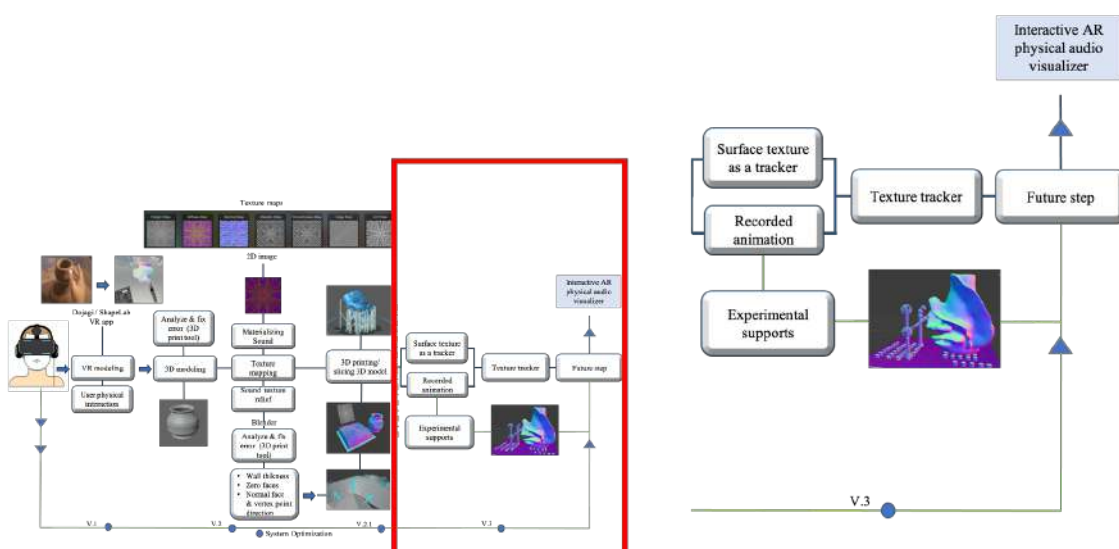 Texture maps
2D image
Dojagi / ShapeLab
VR app
VR modeling
User physical
interaction
Analyze & fix
error (3D
print tool)
3D modeling
Materializing
Sound
Texture
mapping
Sound texture
relief
Blender
Analyze & fix
error (3D print
tool)
• Wall thikness
• Zero faces
• Normal face
& vertex point
direction
3D printing/
slicing 3D model
Surface texture
as a tracker
Recorded
animation
Experimental
supports
Texture tracker
Future step
Interactive AR
physical audio
visualizer
V.1
V.2.1
V.3
System Optimization
Interactive AR
physical audio
visualizer
Surface texture
as a tracker
Recorded
animation
Texture tracker
Future step
Experimental
supports
V.3